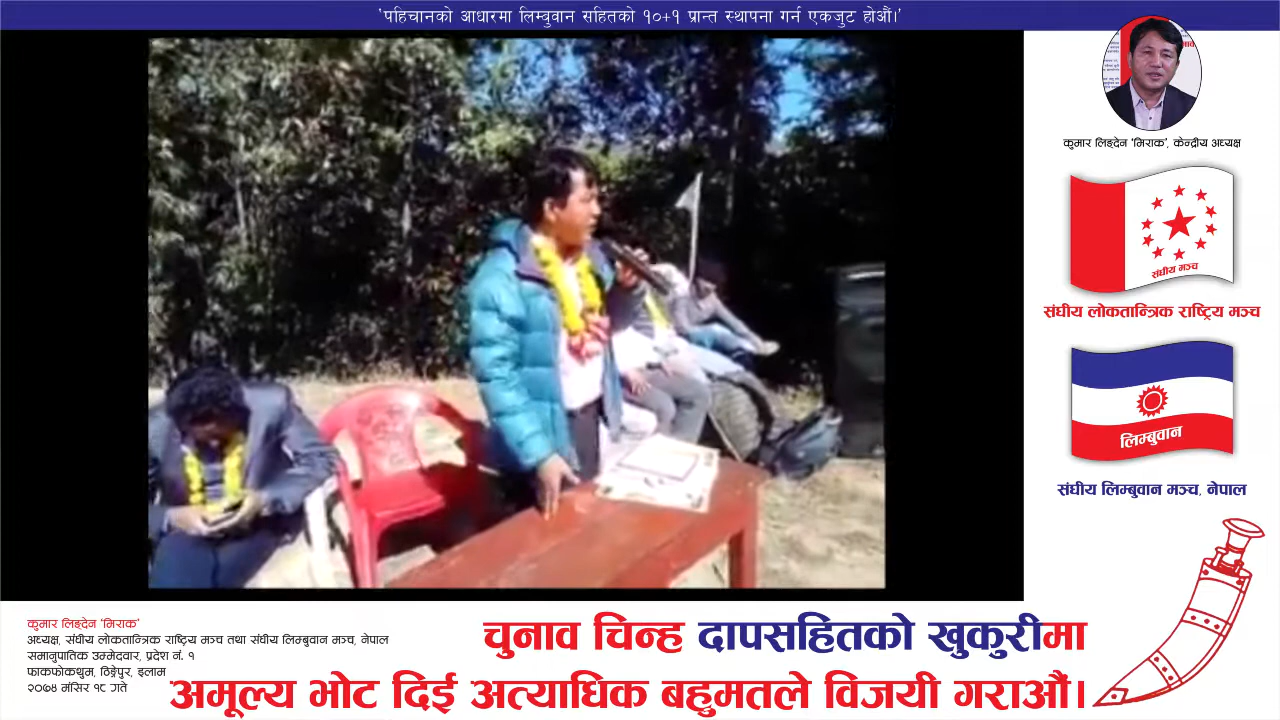 'पहिचानको आधारमा लिम्बुवान सहितको १०+१ प्रान्त स्थापना गर्न एकजुट होऔं।'
कुमार लिङ्देन 'मिराक', केन्द्रीय अध्यक्ष
संघीय मञ्च
संघीय लोकतान्त्रिक राष्ट्रिय मञ्च
लिम्बुवान
संघीय लिम्बुवान मञ्च, नेपाल
कुमार लिङ्देन 'मिराक'
अध्यक्ष, संघीय लोकतान्त्रिक राष्ट्रिय मञ्च तथा संघीय लिम्बुवान मञ्च, नेपाल
समानुपातिक उम्मेदवार, प्रदेश नं. १
फाकफोकथुम, ठिङ्गेपुर, इलाम
२०७४ मंसिर १८ गते
चुनाव चिन्ह दापसहितको खुकुरीमा
अमूल्य भोट दिई अत्याधिक बहुमतले विजयी गराऔं।